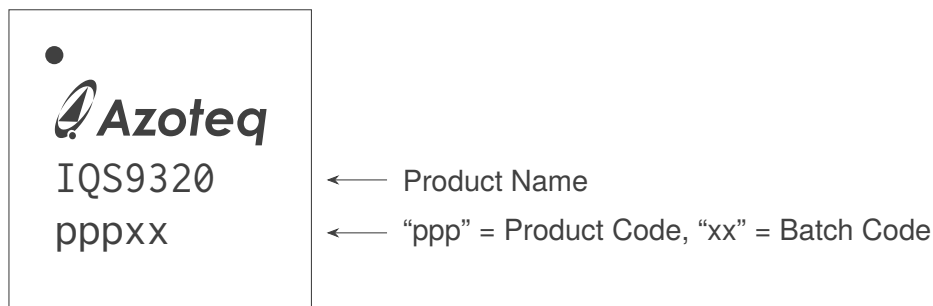 Azoteq
IQS9320
Product Name
pppxx
“ppp” = Product Code, “xx” = Batch Code